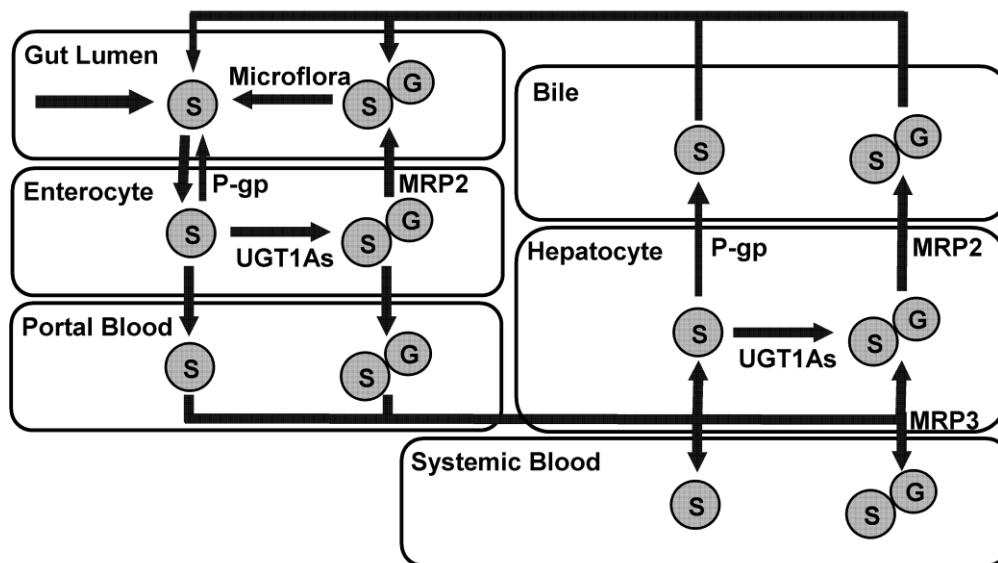 Gut Lumen
Microflora
S
S
G
Enterocyte
P-gp
MRP2
S
UGT1As
S
G
Portal Blood
S
S
G
Bile
S
S
G
Hepatocyte
P-gp
MRP2
S
UGT1As
S
G
MRP3
Systemic Blood
S
S
G